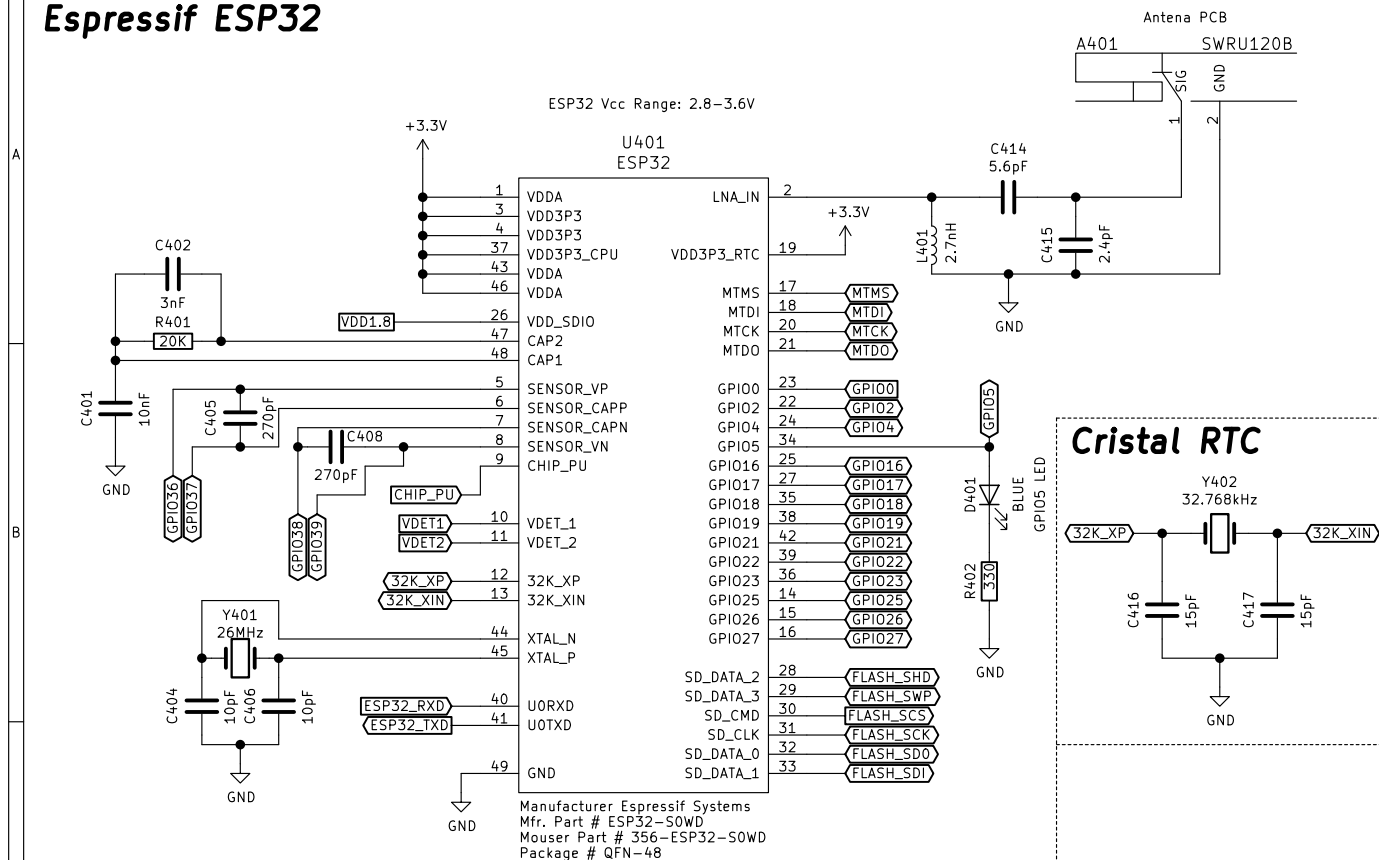 Espressif ESP32
Antena PCB
A401
SWRU120B
SIG
GND
1
2
ESP32 Vcc Range: 2.8-3.6V
+3.3V
U401
ESP32
A
B
1 VDDA
3 VDD3P3
4 VDD3P3
37 VDD3P3_CPU
43 VDDA
46 VDDA
VDD1.8 26 VDD_SDIO
47 CAP2
48 CAP1
5 SENSOR_VP
6 SENSOR_CAPP
7 SENSOR_CAPN
8 SENSOR_VN
CHIP_PU 9 CHIP_PU
VDET1 10 VDET_1
VDET2 11 VDET_2
32K_XP 12 32K_XP
32K_XIN 13 32K_XIN
44 XTAL_N
45 XTAL_P
ESP32_RXD 40 U0RXD
ESP32_TXD 41 U0TXD
49 GND
GND
C402
3nF
R401
20K
C401
10nF
GND
C405
270pF
C408
270pF
GPIO36
GPIO37
GPIO38
GPIO39
Y401
26MHz
C404
10pF
C406
10pF
GND
LNA_IN 2
VDD3P3_RTC 19
+3.3V
MTMS 17 MTMS
MTDI 18 MTDI
MTCK 20 MTCK
MTDO 21 MTDO
GPIO0 23 GPIO0
GPIO2 22 GPIO2
GPIO4 24 GPIO4
GPIO5 34
GPIO16 25 GPIO16
GPIO17 27 GPIO17
GPIO18 35 GPIO18
GPIO19 38 GPIO19
GPIO21 42 GPIO21
GPIO22 39 GPIO22
GPIO23 36 GPIO23
GPIO25 14 GPIO25
GPIO26 15 GPIO26
GPIO27 16 GPIO27
SD_DATA_2 28 FLASH_SHD
SD_DATA_3 29 FLASH_SWP
SD_CMD 30 FLASH_SCS
SD_CLK 31 FLASH_SCK
SD_DATA_0 32 FLASH_SD0
SD_DATA_1 33 FLASH_SDI
C414
5.6pF
L401
2.7nH
C415
2.4pF
GND
GPIO5
D401
BLUE
GPIO5 LED
R402
330
GND
Cristal RTC
Y402
32.768kHz
32K_XP
32K_XIN
C416
15pF
C417
15pF
GND
Manufacturer Espressif Systems
Mfr. Part # ESP32-S0WD
Mouser Part # 356-ESP32-S0WD
Package # QFN-48